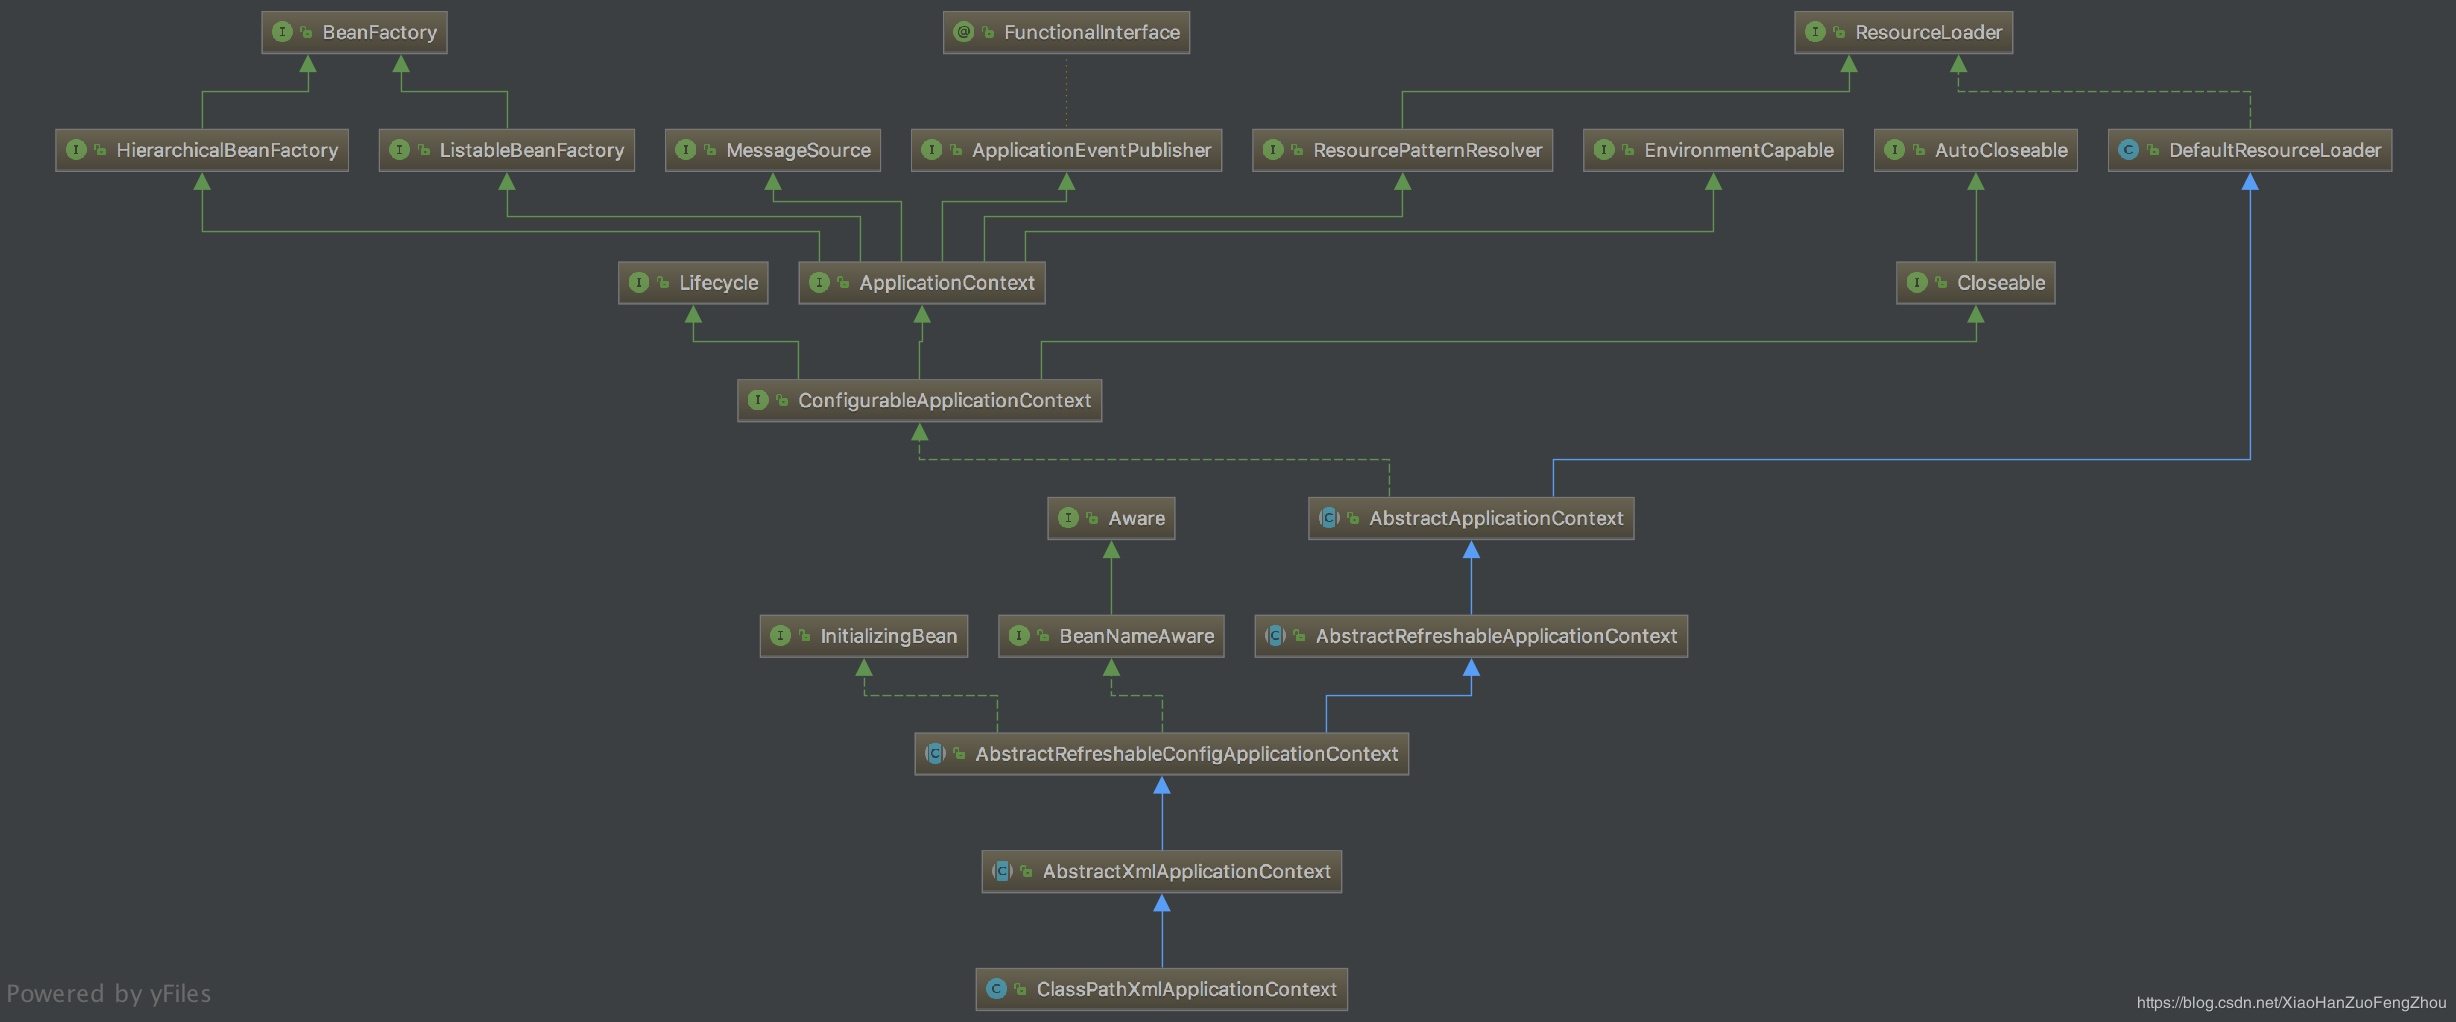 BeanFactory
FunctionalInterface
ResourceLoader
HierarchicalBeanFactory
ListableBeanFactory
MessageSource
ApplicationEventPublisher
ResourcePatternResolver
EnvironmentCapable
AutoCloseable
DefaultResourceLoader
Lifecycle
ApplicationContext
Closeable
ConfigurableApplicationContext
Aware
AbstractApplicationContext
InitializingBean
BeanNameAware
AbstractRefreshableApplicationContext
AbstractRefreshableConfigApplicationContext
AbstractXmlApplicationContext
ClassPathXmlApplicationContext
Powered by yFiles
https://blog.csdn.net/XiaoHanZuoFengZhou